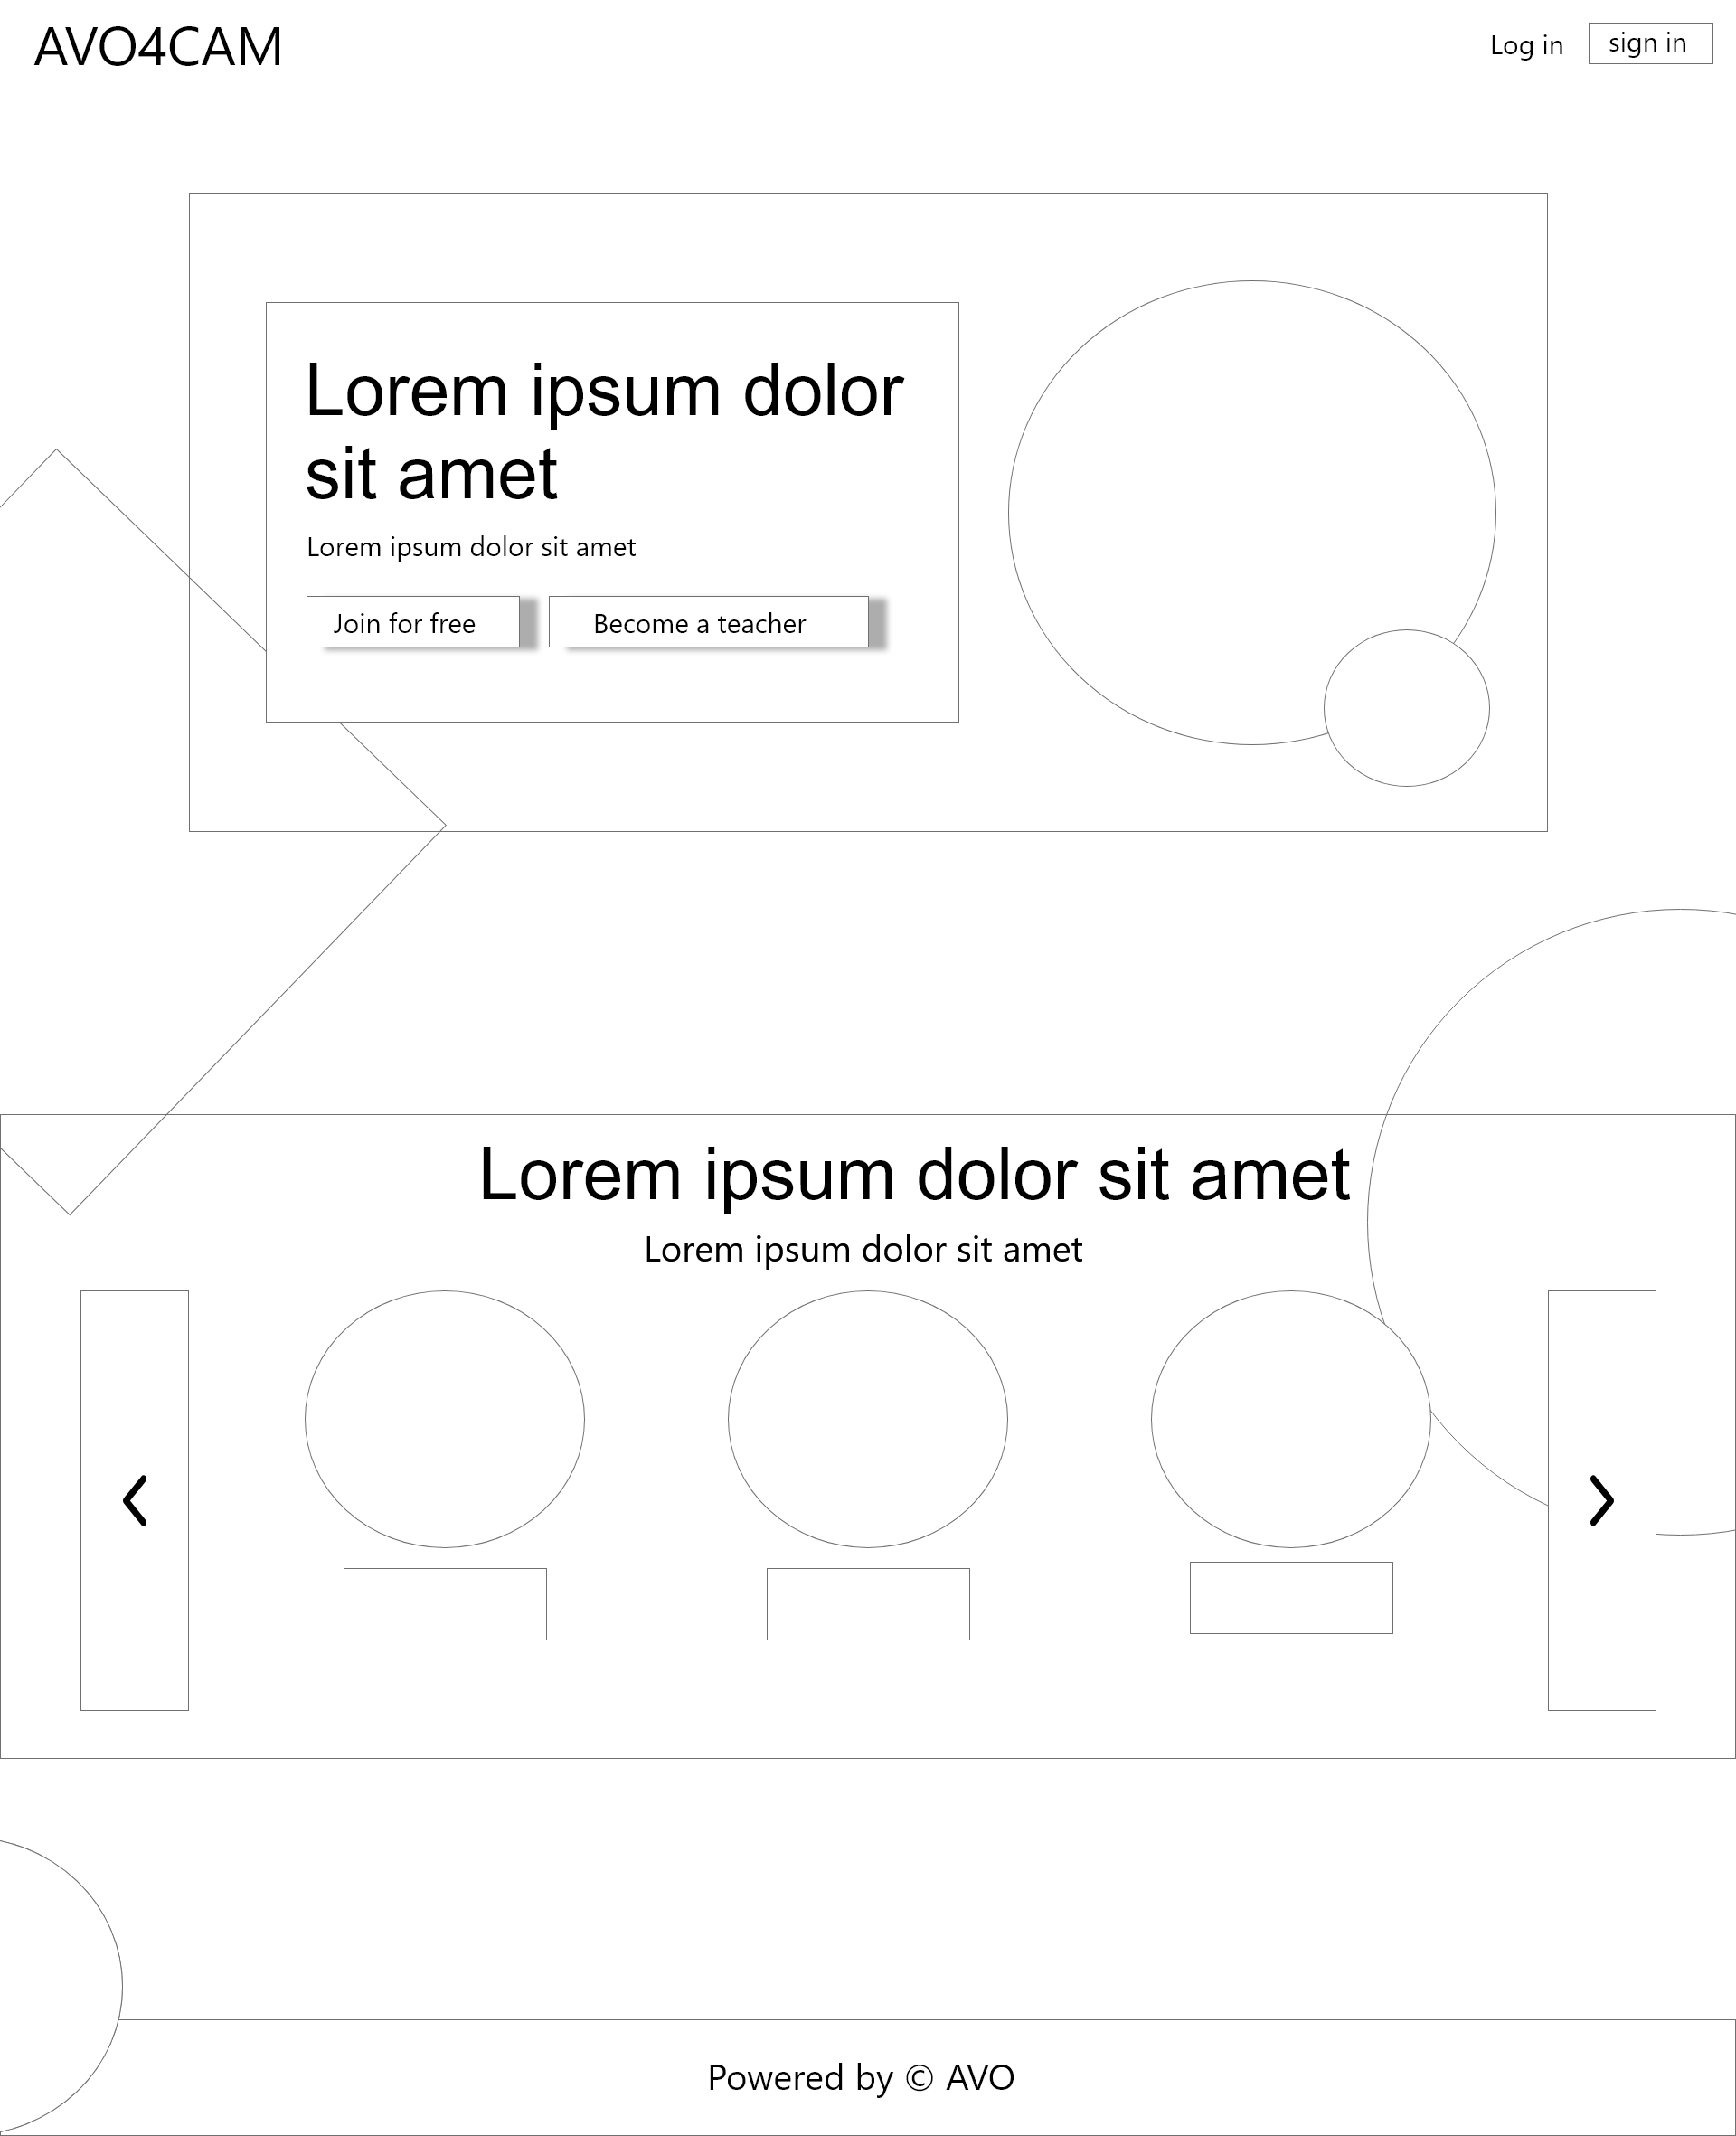 AVO4CAM
Log in
sign in
Lorem ipsum dolor
sit amet
Lorem ipsum dolor sit amet
Join for free
Become a teacher
Lorem ipsum dolor sit amet
Lorem ipsum dolor sit amet
Powered by © AVO